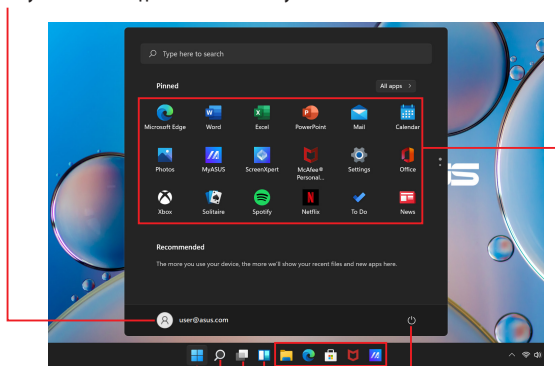 Type here to search
Pinned
All apps >
Microsoft Edge Word Excel PowerPoint Mail Calendar
Photos MyASUS ScreenXpert McAfee® Personal... Settings Office
Xbox Solitaire Spotify Netflix To Do News
Recommended
The more you use your device, the more we'll show your recent files and new apps here.
user@asus.com